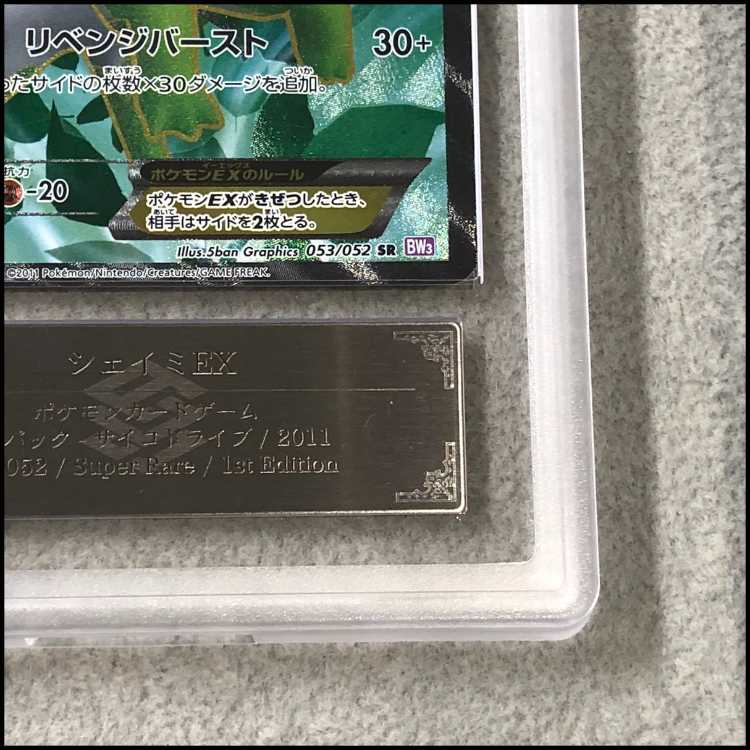 リベンジバースト 30+
ったサイドの枚数×30ダメージを追加。
抗力
-20
ポケモンEXのルール
ポケモンEXがきぜつしたとき、
相手はサイドを2枚とる。
Illus.5ban Graphics 053/052 SR BW3
©2011 Pokémon/Nintendo/Creatures/GAME FREAK.
シェイミEX
ポケモンカードゲーム
パック サイコドライブ / 2011
052 / Super Rare / 1st Edition